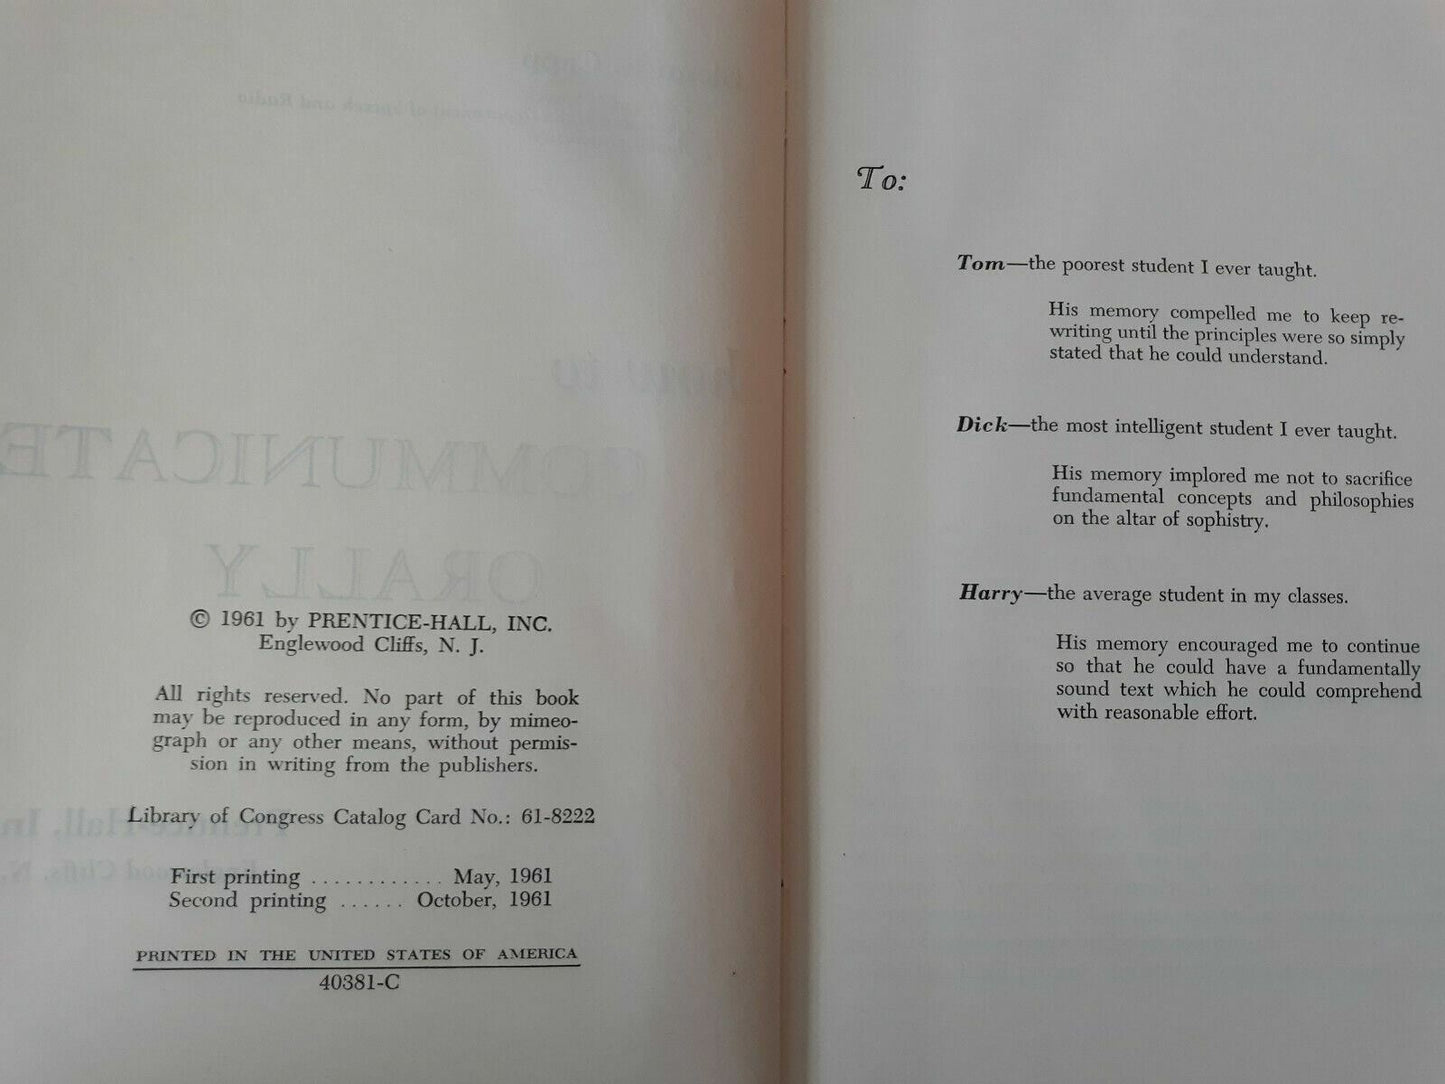 © 1961 by PRENTICE-HALL, INC.
Englewood Cliffs, N. J.
All rights reserved. No part of this book
may be reproduced in any form, by mimeo-
graph or any other means, without permis-
sion in writing from the publishers.
Library of Congress Catalog Card No.: 61-8222
First printing ............ May, 1961
Second printing ...... October, 1961
PRINTED IN THE UNITED STATES OF AMERICA
40381-C
To:
Tom—the poorest student I ever taught.
His memory compelled me to keep re-
writing until the principles were so simply
stated that he could understand.
Dick—the most intelligent student I ever taught.
His memory implored me not to sacrifice
fundamental concepts and philosophies
on the altar of sophistry.
Harry—the average student in my classes.
His memory encouraged me to continue
so that he could have a fundamentally
sound text which he could comprehend
with reasonable effort.